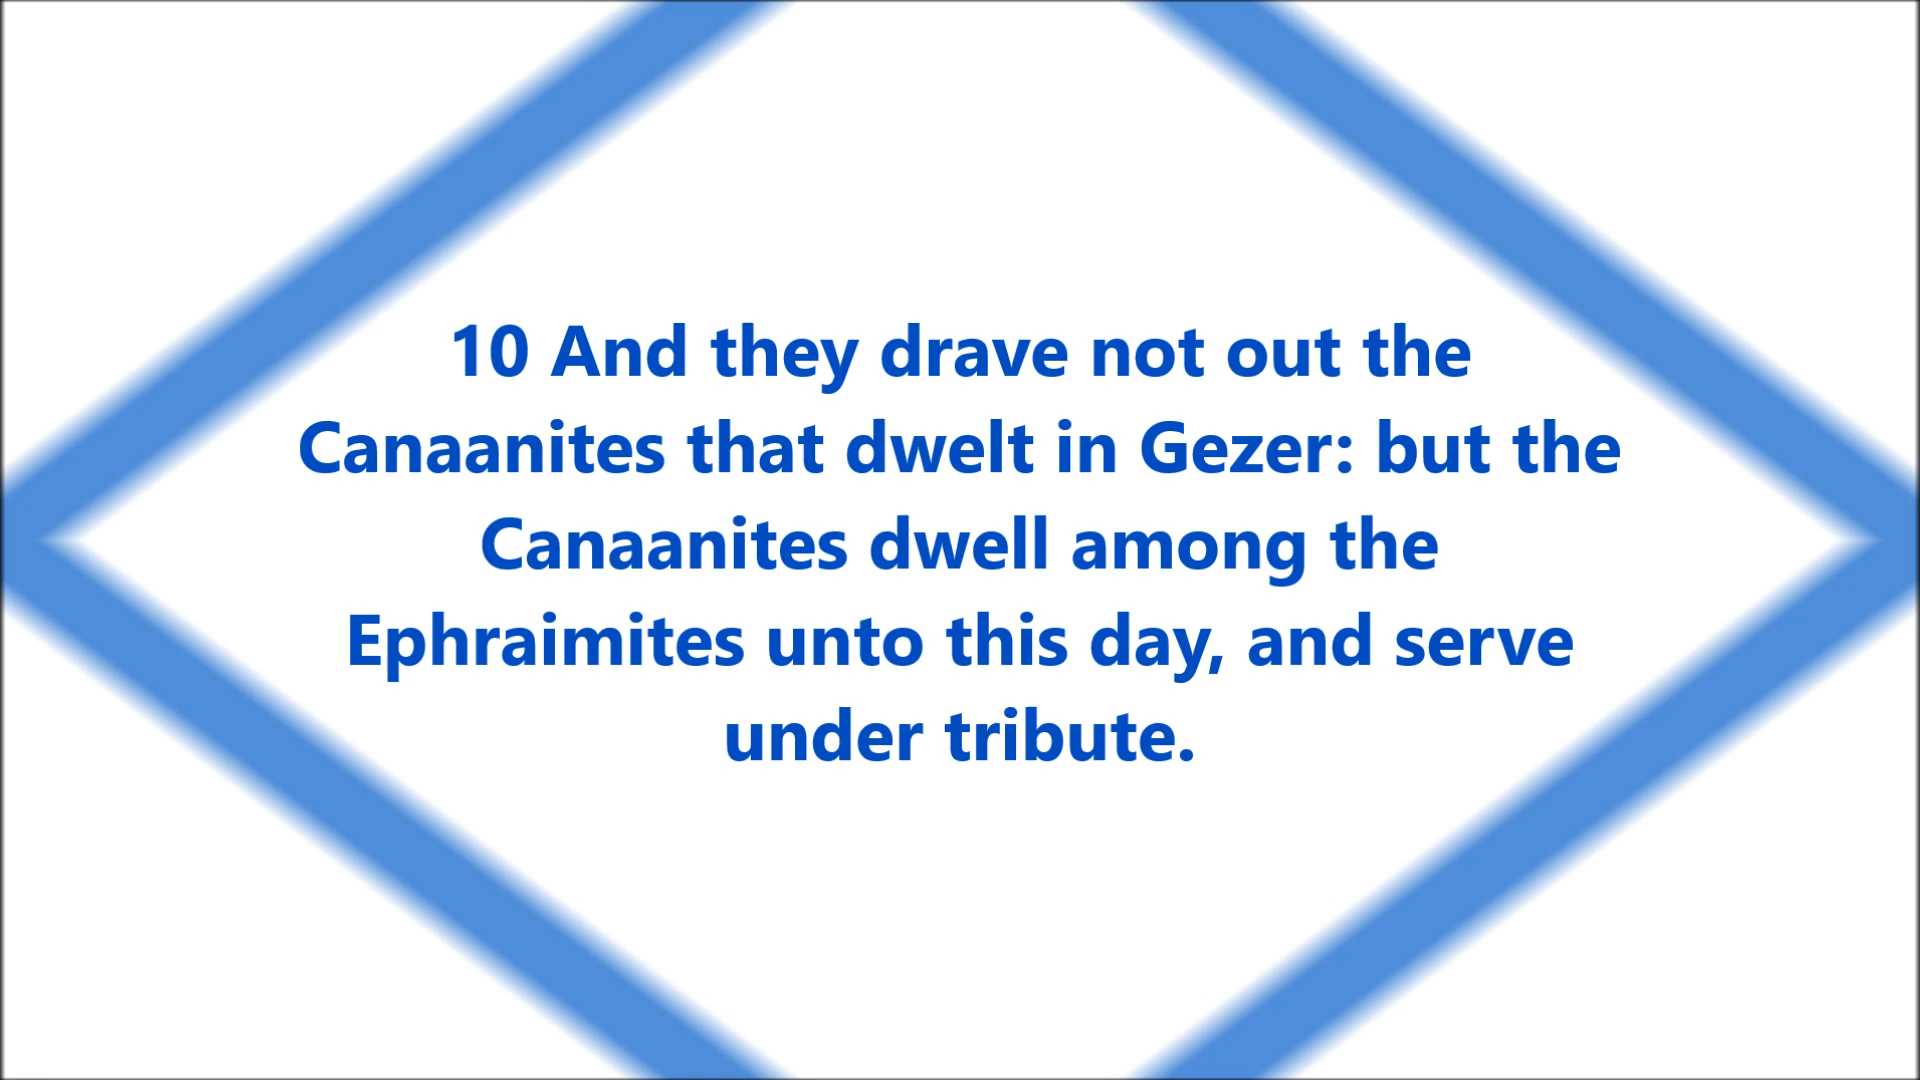 10 And they drave not out the
Canaanites that dwelt in Gezer: but the
Canaanites dwell among the
Ephraimites unto this day, and serve
under tribute.